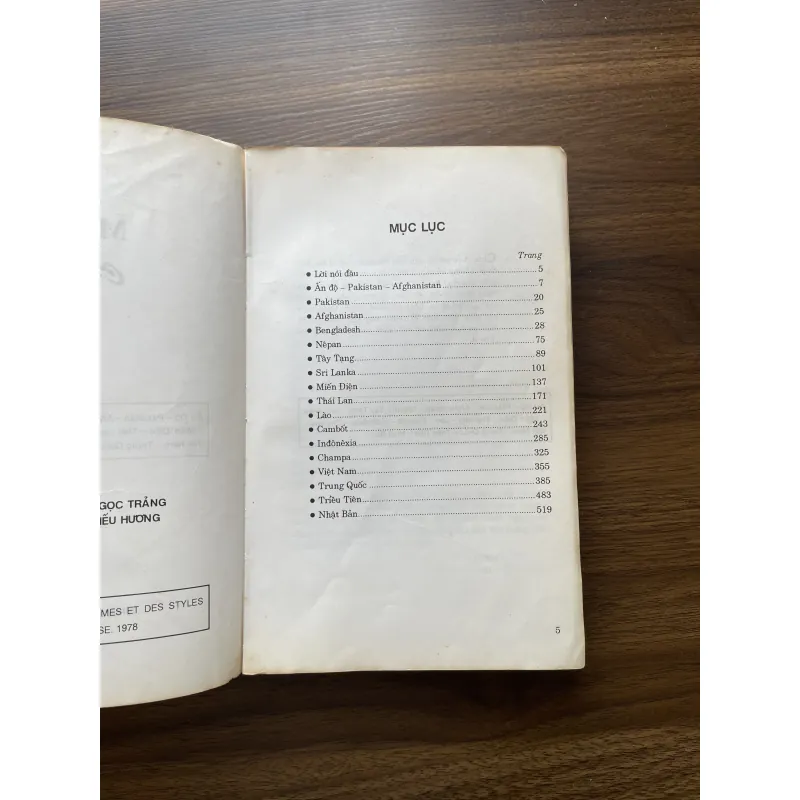 GỌC TRẢNG
IẾU HƯƠNG
MES ET DES STYLES
SE. 1978
MỤC LỤC
Trang
● Lời nói đầu 5
● Ấn độ – Pakistan – Afghanistan 7
● Pakistan 20
● Afghanistan 25
● Bengladesh 28
● Nêpan 75
● Tây Tạng 89
● Sri Lanka 101
● Miến Điện 137
● Thái Lan 171
● Lào 221
● Cambốt 243
● Inđônêxia 285
● Champa 325
● Việt Nam 355
● Trung Quốc 385
● Triều Tiên 483
● Nhật Bản 519
5